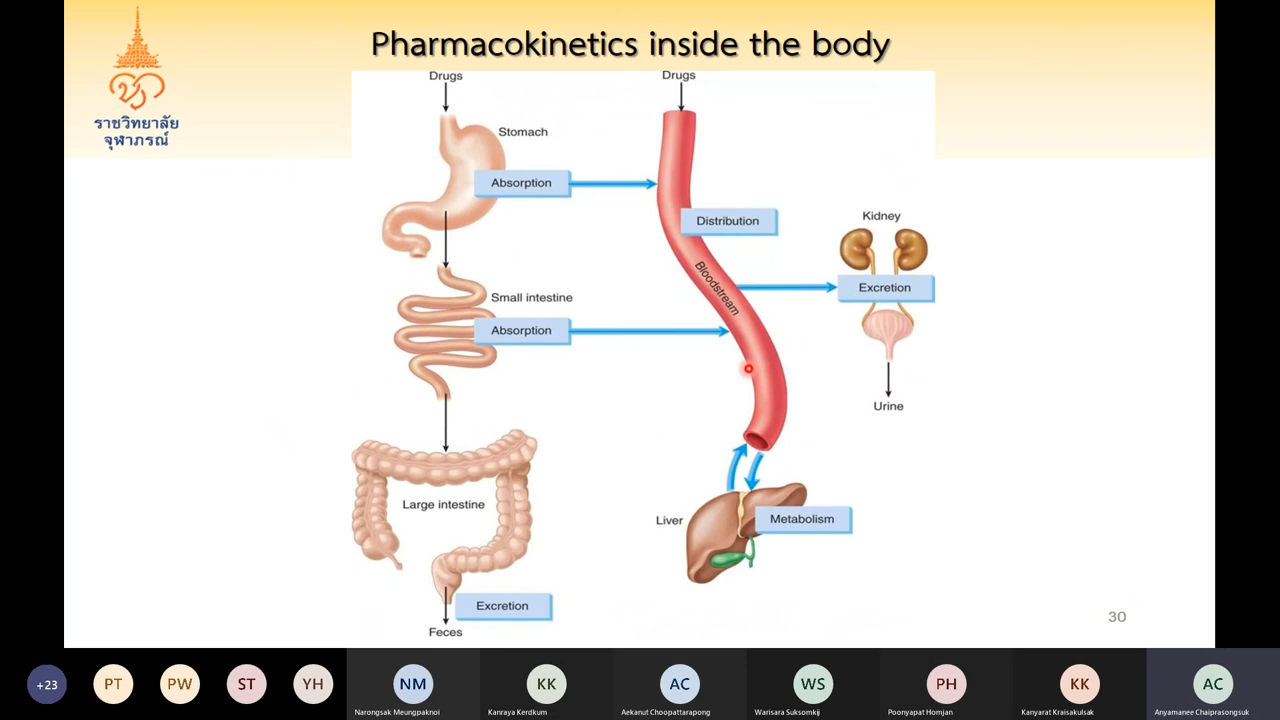 Pharmacokinetics inside the body
ราชวิทยาลัย
จุฬาภรณ์
Drugs
Drugs
Stomach
Absorption
Distribution
Kidney
Bloodstream
Excretion
Small intestine
Absorption
Urine
Large intestine
Liver
Metabolism
Excretion
Feces
30
+23
PT
PW
ST
YH
NM
Narongsak Meungpaknoi
KK
Kanraya Kerdkum
AC
Aekanut Choopattarapong
WS
Warisara Suksomkij
PH
Poonyapat Homjan
KK
Kanyarat Kraisakulsak
AC
Anyamanee Chaiprasongsuk